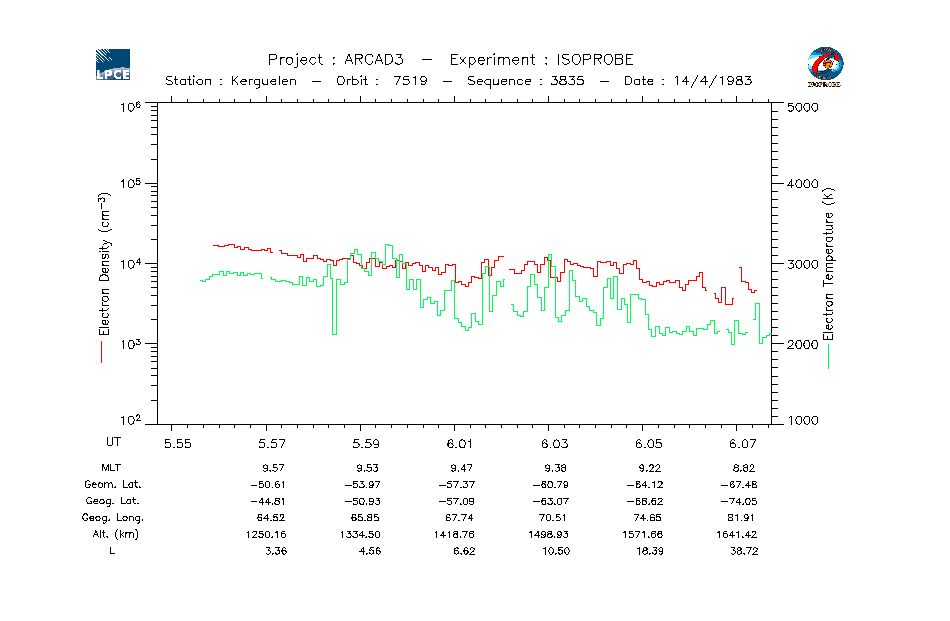 LPCE
Project : ARCAD3 — Experiment : ISOPROBE
Station : Kerguelen — Orbit : 7519 — Sequence : 3835 — Date : 14/4/1983
ISOPROBE
10⁶ 5000
10⁵ 4000
10⁴ 3000
10³ 2000
10² 1000
Electron Density (cm⁻³)
Electron Temperature (K)
UT 5.55 5.57 5.59 6.01 6.03 6.05 6.07
MLT 9.57 9.53 9.47 9.38 9.22 8.82
Geom. Lat. −50.61 −53.97 −57.37 −60.79 −64.12 −67.48
Geog. Lat. −44.81 −50.93 −57.09 −63.07 −68.62 −74.05
Geog. Long. 64.52 65.85 67.74 70.51 74.65 81.91
Alt. (km) 1250.16 1334.50 1418.76 1498.93 1571.66 1641.42
L 3.36 4.56 6.62 10.50 18.39 38.72